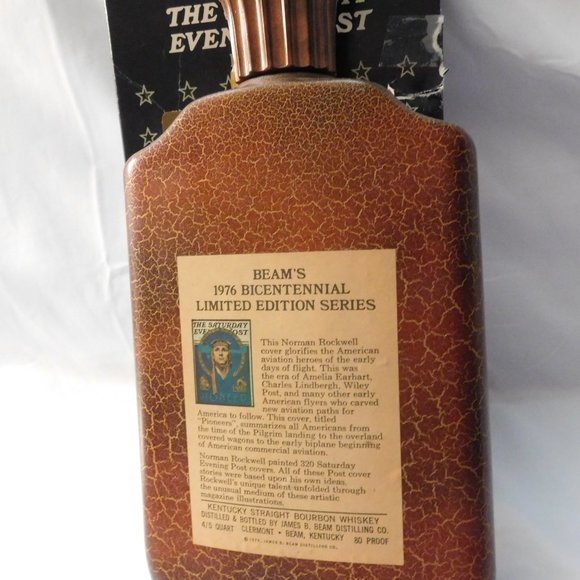 THE
EVEN ST
BEAM'S
1976 BICENTENNIAL
LIMITED EDITION SERIES
THE SATURDAY
EVE POST
This Norman Rockwell
cover glorifies the American
aviation heroes of the early
days of flight. This was
the era of Amelia Earhart,
Charles Lindbergh, Wiley
Post, and many other early
American flyers who carved
new aviation paths for
America to follow. This cover, titled
"Pioneers", summarizes all Americans from
the time of the Pilgrim landing to the overland
covered wagons to the early biplane beginning
of American commercial aviation.
Norman Rockwell painted 320 Saturday
Evening Post covers. All of these Post cover
stories were based upon his own ideas.
Rockwell's unique talent unfolded through
the unusual medium of these artistic
magazine illustrations.
KENTUCKY STRAIGHT BOURBON WHISKEY
DISTILLED & BOTTLED BY JAMES B. BEAM DISTILLING CO.
4/5 QUART CLERMONT • BEAM, KENTUCKY 80 PROOF
JAMES B. BEAM DISTILLING CO.